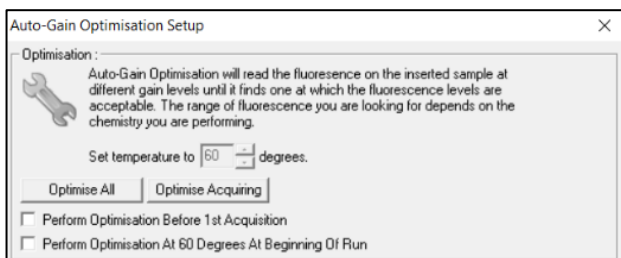 Auto-Gain Optimisation Setup
Optimisation :
Auto-Gain Optimisation will read the fluoresence on the inserted sample at
different gain levels until it finds one at which the fluorescence levels are
acceptable. The range of fluorescence you are looking for depends on the
chemistry you are performing.
Set temperature to 60 degrees.
Optimise All Optimise Acquiring
Perform Optimisation Before 1st Acquisition
Perform Optimisation At 60 Degrees At Beginning Of Run